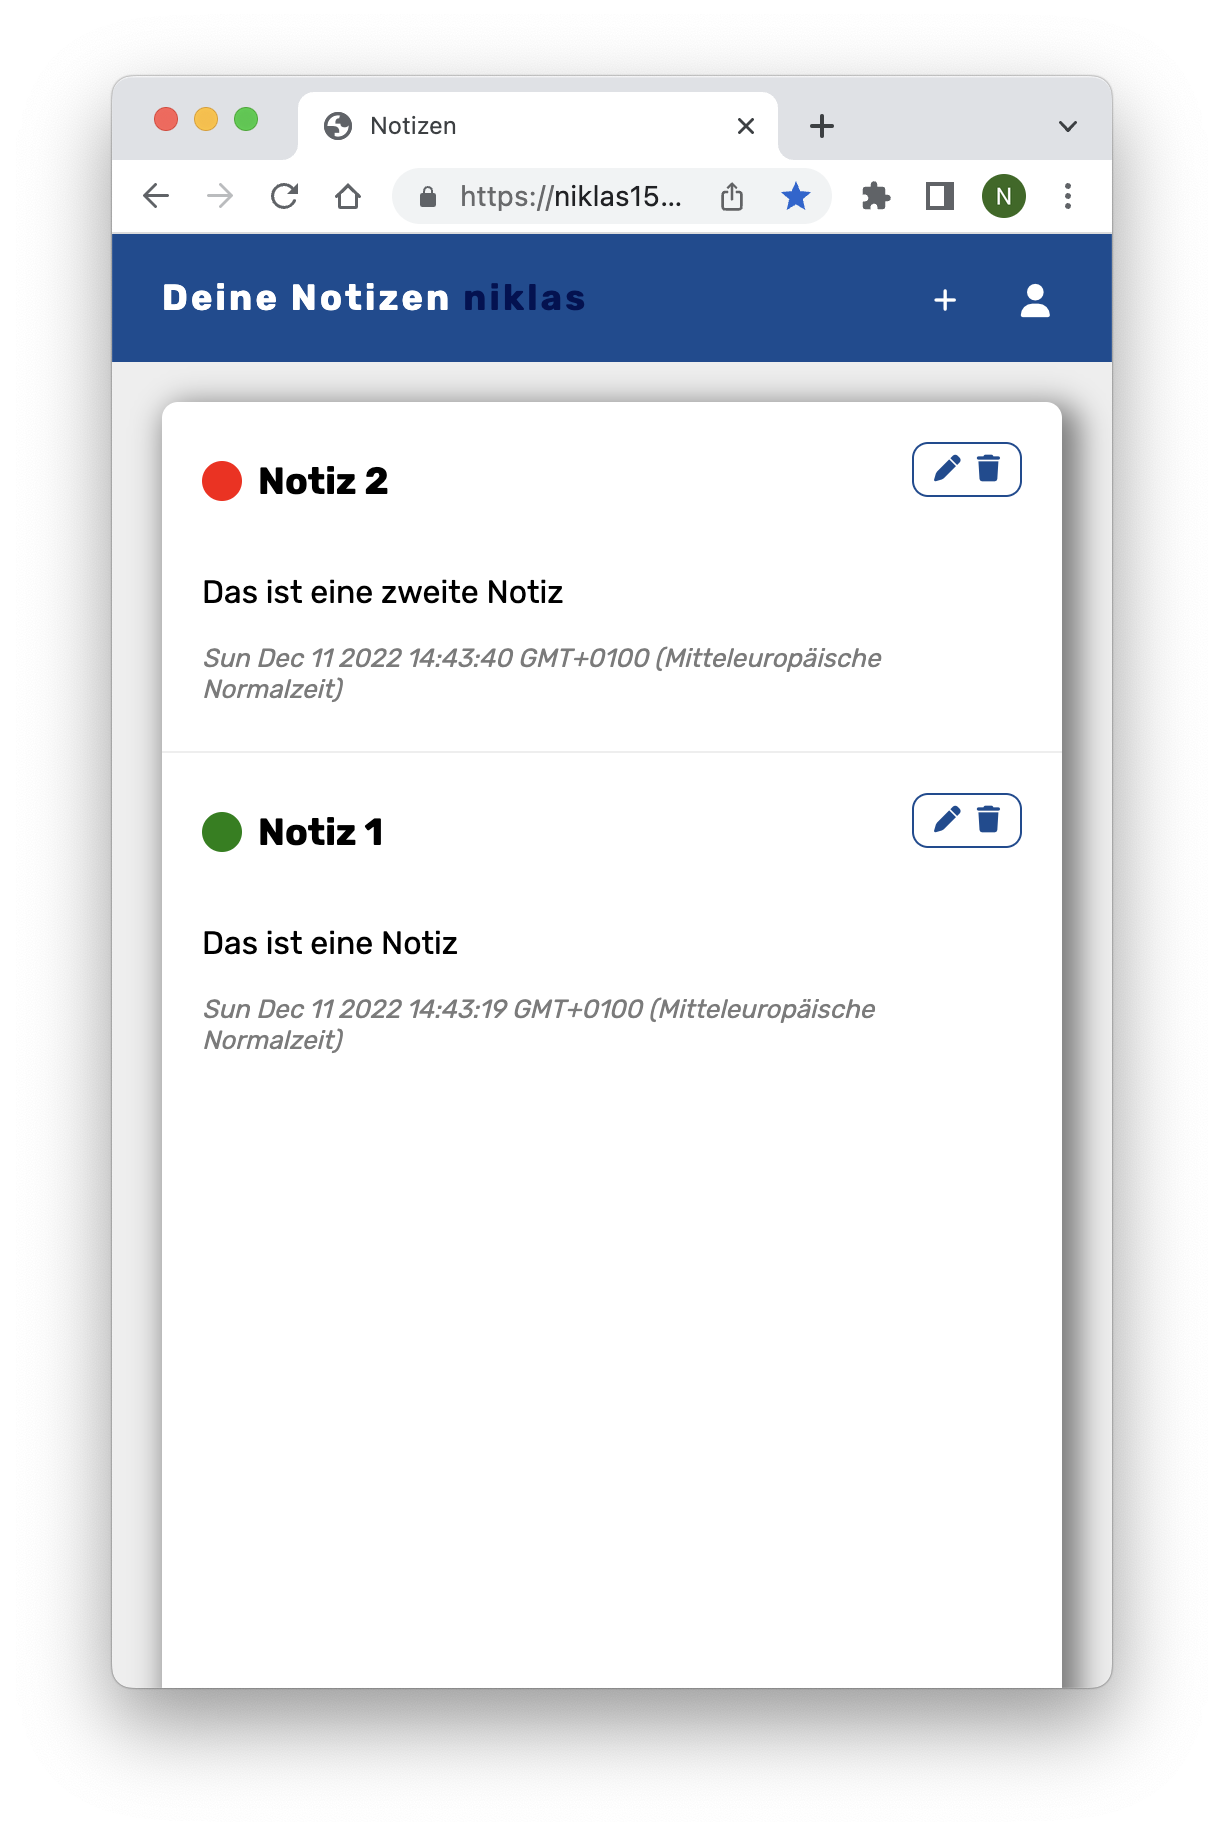 Notizen
https://niklas15...
N
Deine Notizen niklas
Notiz 2
Das ist eine zweite Notiz
Sun Dec 11 2022 14:43:40 GMT+0100 (Mitteleuropäische
Normalzeit)
Notiz 1
Das ist eine Notiz
Sun Dec 11 2022 14:43:19 GMT+0100 (Mitteleuropäische
Normalzeit)